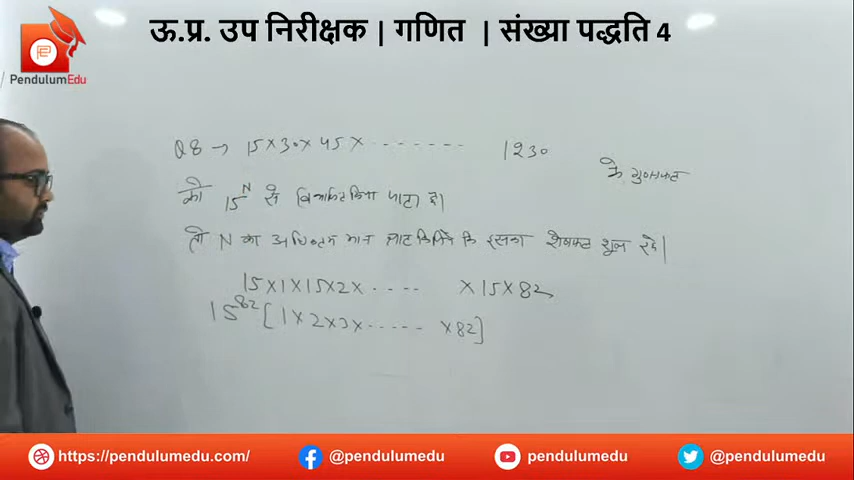 ऊ.प्र. उप निरीक्षक | गणित | संख्या पद्धति 4
PE
PendulumEdu
Q8 → 15×30×45×------- 1230
के गुणनफल
को 15^N से विभाजित किया जाता है।
तो N का अधिकतम मान ज्ञात कीजिये कि इसका शेषफल शून्य रहे।
15×1×15×2×---- ×15×82
15^82[1×2×3×----- ×82]
https://pendulumedu.com/
@pendulumedu
pendulumedu
@pendulumedu